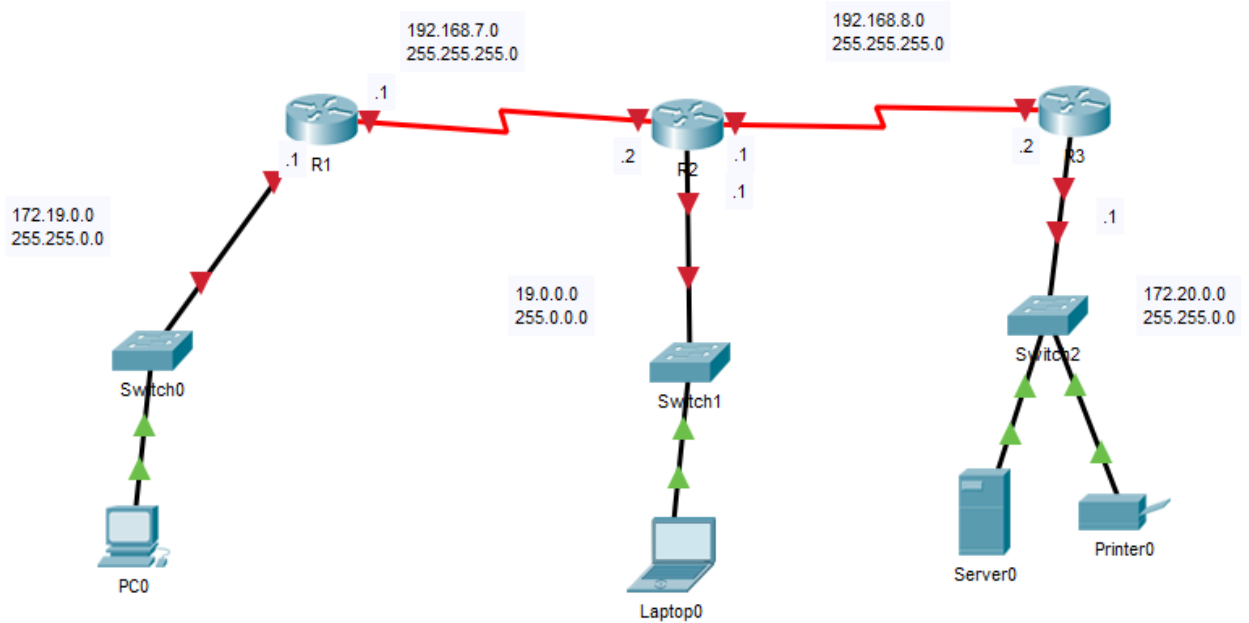 192.168.7.0
255.255.255.0
192.168.8.0
255.255.255.0
.1
R1
.1
.2
R2
.1
.1
.2
R3
.1
172.19.0.0
255.255.0.0
19.0.0.0
255.0.0.0
172.20.0.0
255.255.0.0
Switch0
Switch1
Switch2
PC0
Laptop0
Server0
Printer0